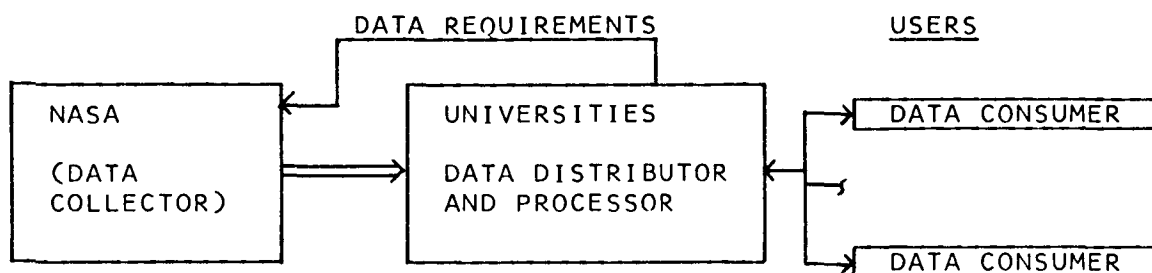 DATA REQUIREMENTS
USERS
NASA
(DATA
COLLECTOR)
UNIVERSITIES
DATA DISTRIBUTOR
AND PROCESSOR
DATA CONSUMER
DATA CONSUMER